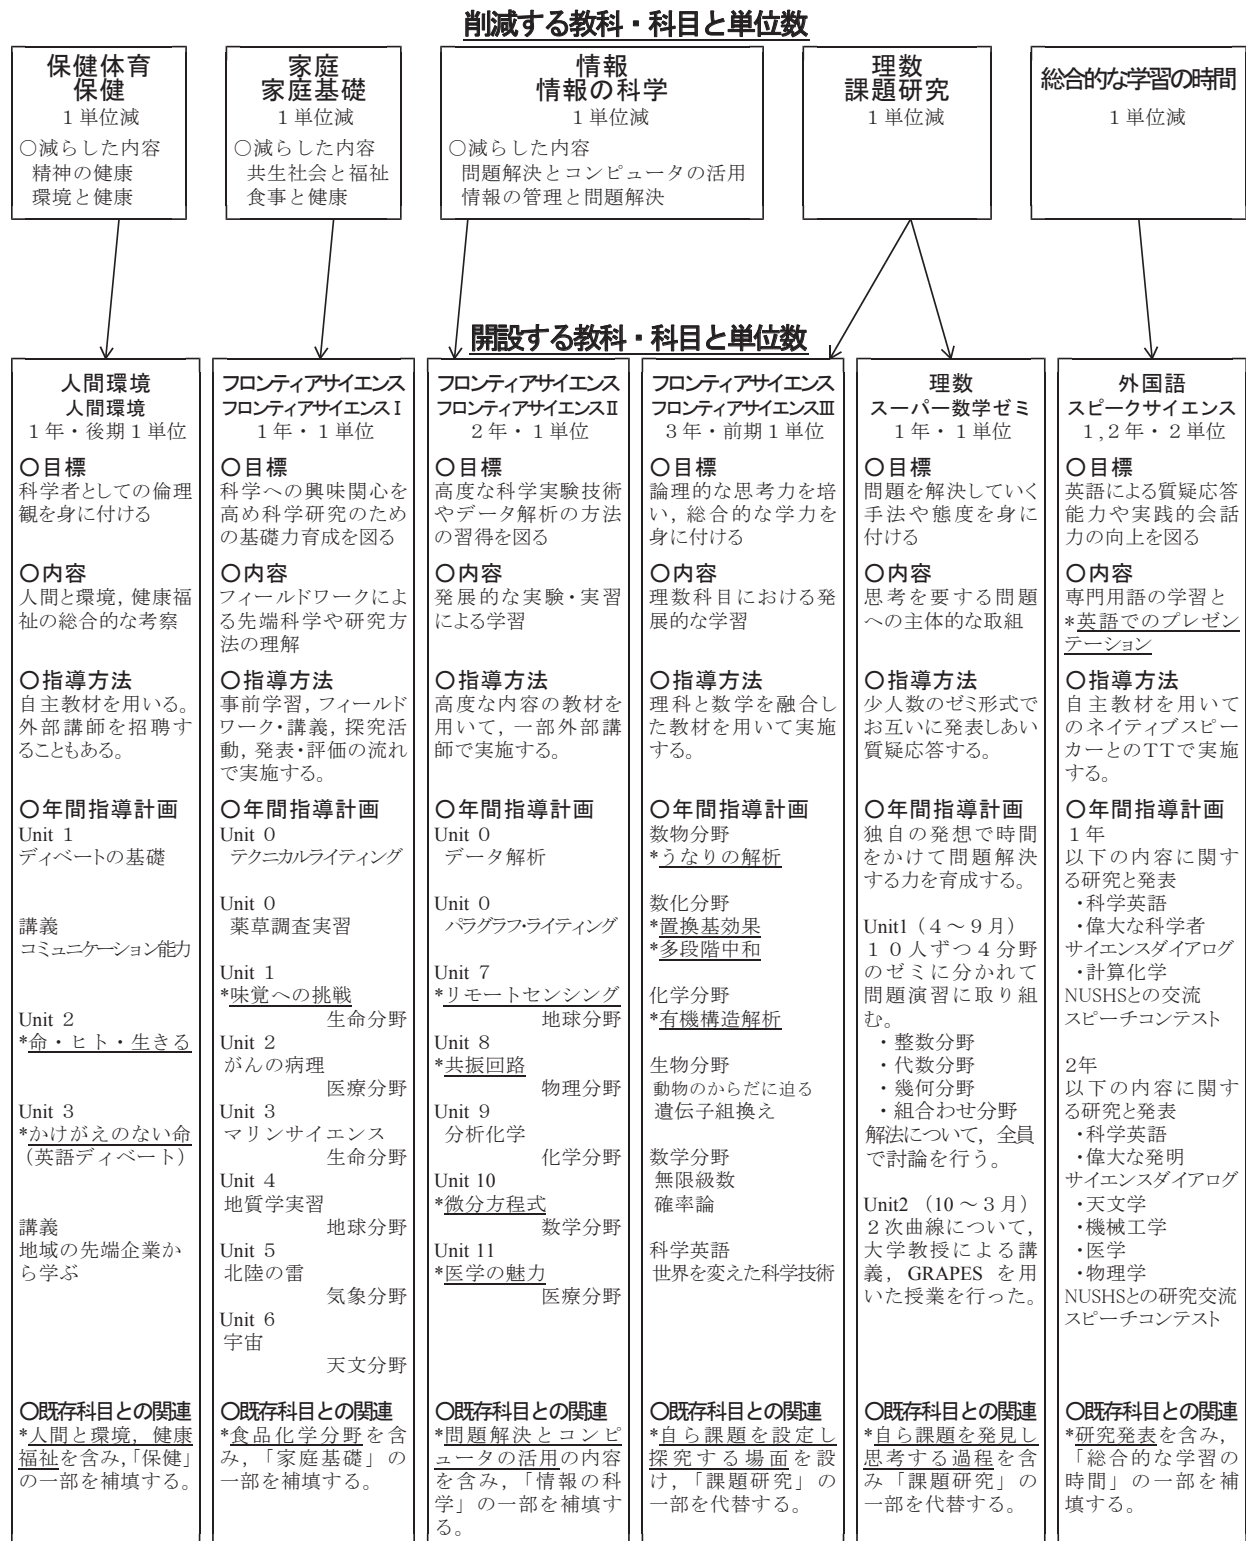 削減する教科・科目と単位数
保健体育
保健
1単位減
○減らした内容
精神の健康
環境と健康
家庭
家庭基礎
1単位減
○減らした内容
共生社会と福祉
食事と健康
情報
情報の科学
1単位減
○減らした内容
問題解決とコンピュータの活用
情報の管理と問題解決
理数
課題研究
1単位減
総合的な学習の時間
1単位減
開設する教科・科目と単位数
人間環境
人間環境
1年・後期1単位
○目標
科学者としての倫理
観を身に付ける
○内容
人間と環境，健康福
祉の総合的な考察
○指導方法
自主教材を用いる。
外部講師を招聘す
ることもある。
○年間指導計画
Unit 1
ディベートの基礎
講義
コミュニケーション能力
Unit 2
*命・ヒト・生きる
Unit 3
*かけがえのない命
（英語ディベート）
講義
地域の先端企業か
ら学ぶ
○既存科目との関連
*人間と環境，健康
福祉を含み，「保健」
の一部を補填する。
フロンティアサイエンス
フロンティアサイエンスⅠ
1年・1単位
○目標
科学への興味関心を
高め科学研究のため
の基礎力育成を図る
○内容
フィールドワークによ
る先端科学や研究方
法の理解
○指導方法
事前学習，フィールド
ワーク・講義，探究活
動，発表・評価の流れ
で実施する。
○年間指導計画
Unit 0
テクニカルライティング
Unit 0
薬草調査実習
Unit 1
*味覚への挑戦
生命分野
Unit 2
がんの病理
医療分野
Unit 3
マリンサイエンス
生命分野
Unit 4
地質学実習
地球分野
Unit 5
北陸の雷
気象分野
Unit 6
宇宙
天文分野
○既存科目との関連
*食品化学分野を含
み，「家庭基礎」の
一部を補填する。
フロンティアサイエンス
フロンティアサイエンスⅡ
2年・1単位
○目標
高度な科学実験技術
やデータ解析の方法
の習得を図る
○内容
発展的な実験・実習
による学習
○指導方法
高度な内容の教材を
用いて，一部外部講
師で実施する。
○年間指導計画
Unit 0
データ解析
Unit 0
パラグラフ・ライティング
Unit 7
*リモートセンシング
地球分野
Unit 8
*共振回路
物理分野
Unit 9
分析化学
化学分野
Unit 10
*微分方程式
数学分野
Unit 11
*医学の魅力
医療分野
○既存科目との関連
*問題解決とコンピ
ュータの活用の内容
を含み，「情報の科
学」の一部を補填す
る。
フロンティアサイエンス
フロンティアサイエンスⅢ
3年・前期1単位
○目標
論理的な思考力を培
い，総合的な学力を
身に付ける
○内容
理数科目における発
展的な学習
○指導方法
理科と数学を融合し
た教材を用いて実施
する。
○年間指導計画
数物分野
*うなりの解析
数化分野
*置換基効果
*多段階中和
化学分野
*有機構造解析
生物分野
動物のからだに迫る
遺伝子組換え
数学分野
無限級数
確率論
科学英語
世界を変えた科学技術
○既存科目との関連
*自ら課題を設定し
探究する場面を設
け，「課題研究」の
一部を代替する。
理数
スーパー数学ゼミ
1年・1単位
○目標
問題を解決していく
手法や態度を身に
付ける
○内容
思考を要する問題
への主体的な取組
○指導方法
少人数のゼミ形式で
お互いに発表しあい
質疑応答する。
○年間指導計画
独自の発想で時間
をかけて問題解決
する力を育成する。
Unit1（4～9月）
10人ずつ4分野
のゼミに分かれて
問題演習に取り組
む。
・整数分野
・代数分野
・幾何分野
・組合わせ分野
解法について，全員
で討論を行う。
Unit2 （10～3月）
2次曲線について，
大学教授による講
義，GRAPES を用
いた授業を行った。
○既存科目との関連
*自ら課題を発見し
思考する過程を含
み「課題研究」の
一部を代替する。
外国語
スピークサイエンス
1,2年・2単位
○目標
英語による質疑応答
能力や実践的会話
力の向上を図る
○内容
専門用語の学習と
*英語でのプレゼン
テーション
○指導方法
自主教材を用いて
のネイティブスピー
カーとのTTで実施
する。
○年間指導計画
1年
以下の内容に関す
る研究と発表
・科学英語
・偉大な科学者
サイエンスダイアログ
・計算化学
NUSHSとの交流
スピーチコンテスト
2年
以下の内容に関す
る研究と発表
・科学英語
・偉大な発明
サイエンスダイアログ
・天文学
・機械工学
・医学
・物理学
NUSHSとの研究交流
スピーチコンテスト
○既存科目との関連
*研究発表を含み，
「総合的な学習の
時間」の一部を補
填する。